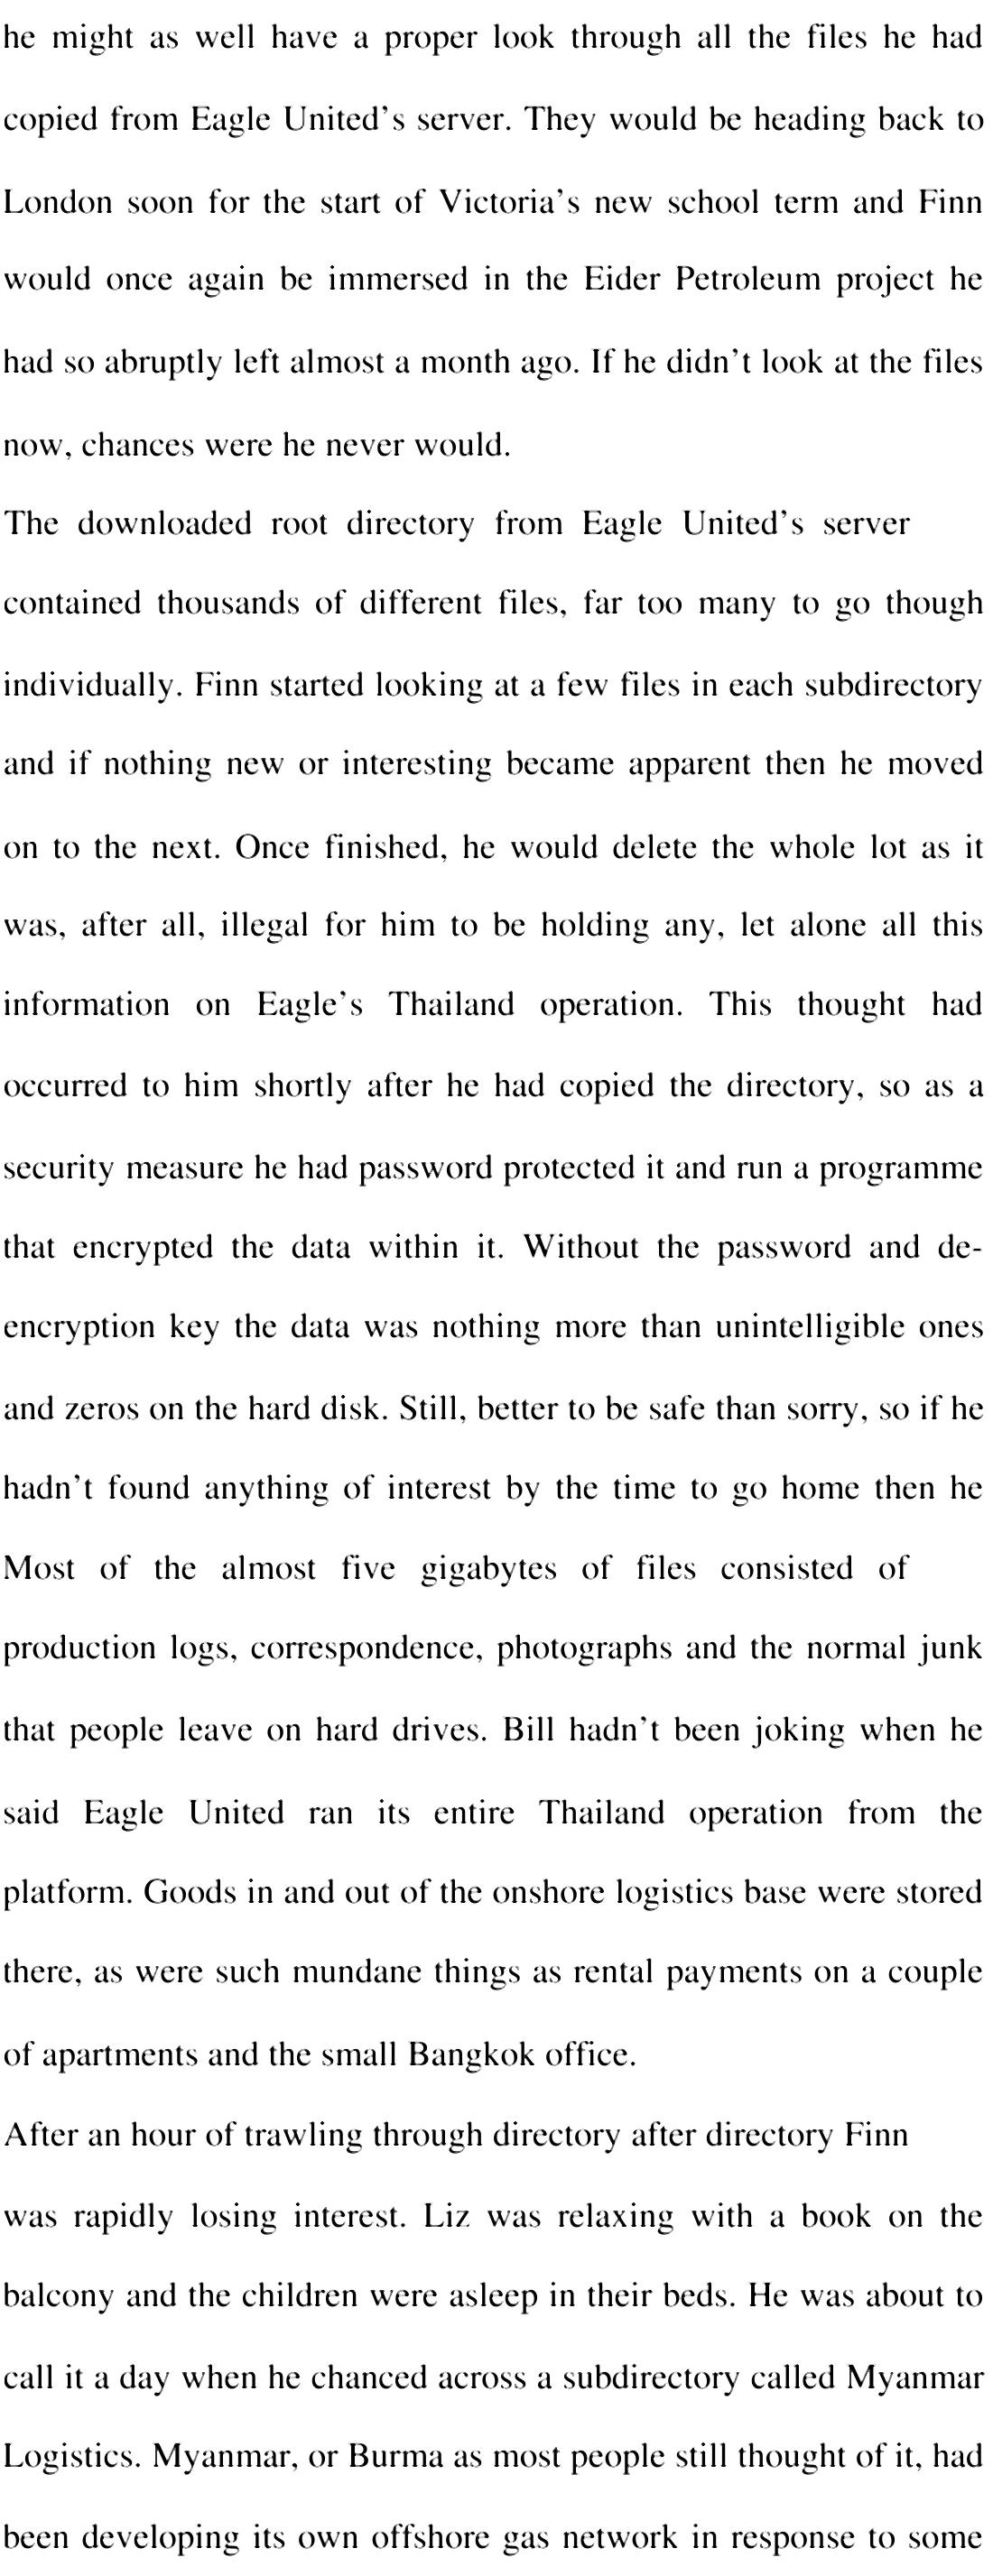 he might as well have a proper look through all the files he had
copied from Eagle United’s server. They would be heading back to
London soon for the start of Victoria’s new school term and Finn
would once again be immersed in the Eider Petroleum project he
had so abruptly left almost a month ago. If he didn’t look at the files
now, chances were he never would.
The downloaded root directory from Eagle United’s server
contained thousands of different files, far too many to go though
individually. Finn started looking at a few files in each subdirectory
and if nothing new or interesting became apparent then he moved
on to the next. Once finished, he would delete the whole lot as it
was, after all, illegal for him to be holding any, let alone all this
information on Eagle’s Thailand operation. This thought had
occurred to him shortly after he had copied the directory, so as a
security measure he had password protected it and run a programme
that encrypted the data within it. Without the password and de-
encryption key the data was nothing more than unintelligible ones
and zeros on the hard disk. Still, better to be safe than sorry, so if he
hadn’t found anything of interest by the time to go home then he
Most of the almost five gigabytes of files consisted of
production logs, correspondence, photographs and the normal junk
that people leave on hard drives. Bill hadn’t been joking when he
said Eagle United ran its entire Thailand operation from the
platform. Goods in and out of the onshore logistics base were stored
there, as were such mundane things as rental payments on a couple
of apartments and the small Bangkok office.
After an hour of trawling through directory after directory Finn
was rapidly losing interest. Liz was relaxing with a book on the
balcony and the children were asleep in their beds. He was about to
call it a day when he chanced across a subdirectory called Myanmar
Logistics. Myanmar, or Burma as most people still thought of it, had
been developing its own offshore gas network in response to some